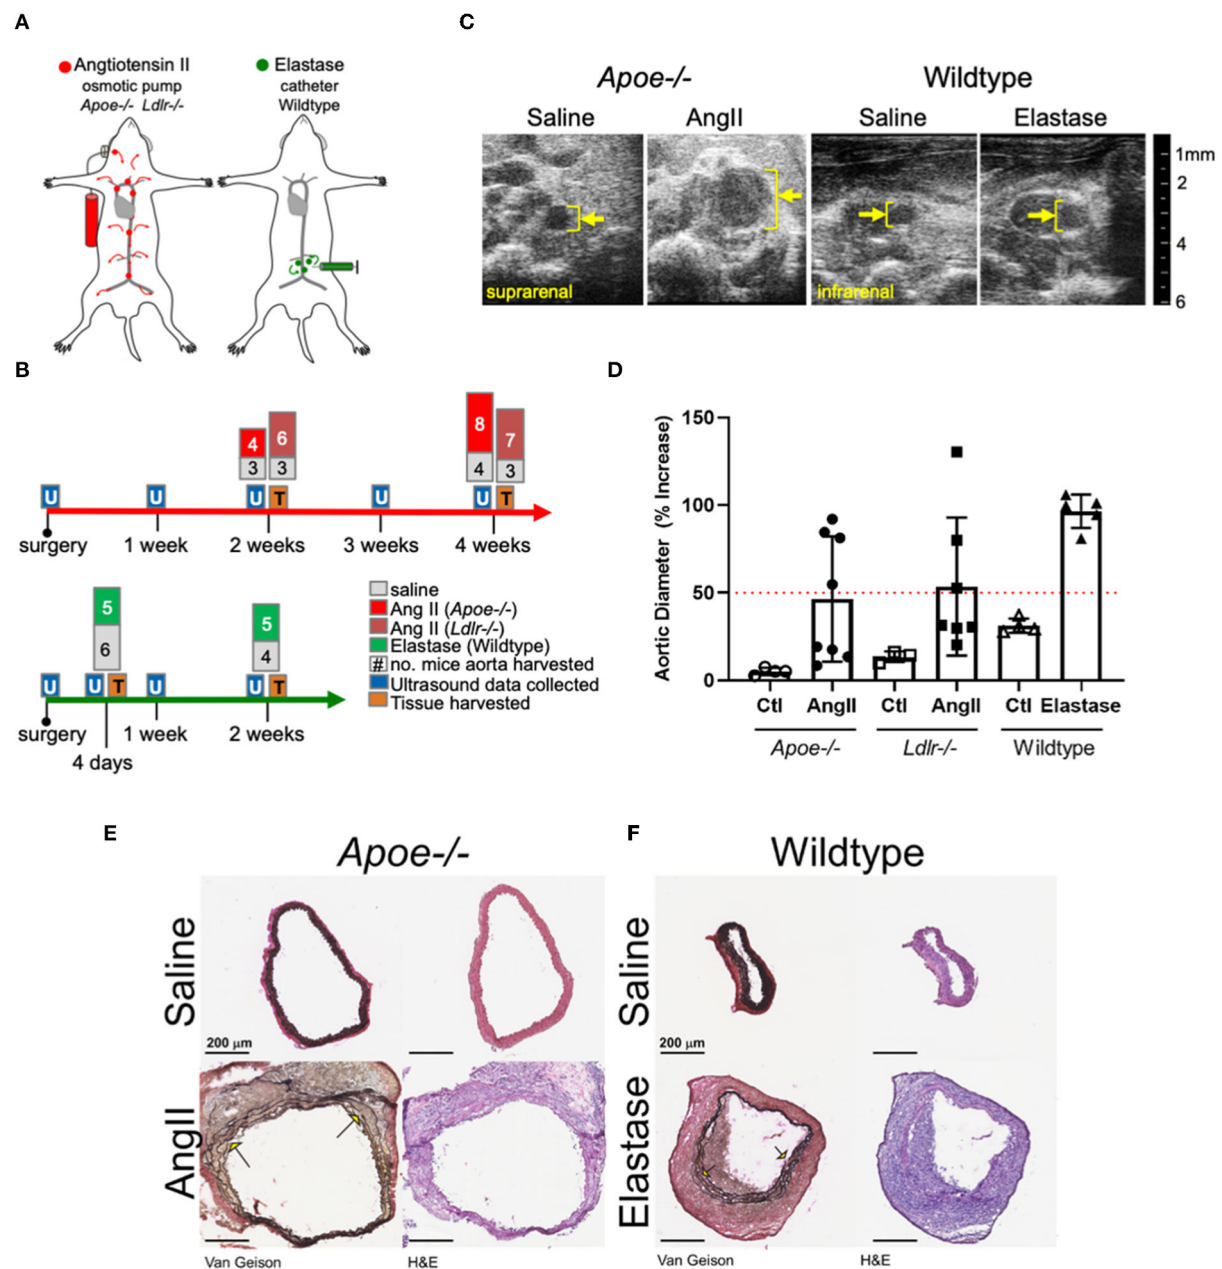 A
Angtiotensin II
osmotic pump
Apoe-/- Ldlr-/-
Elastase
catheter
Wildtype
C
Apoe-/-
Wildtype
Saline
AngII
Saline
Elastase
suprarenal
infrarenal
1mm
2
4
6
B
4
3
6
3
8
4
7
3
U
U
U
T
U
U
T
surgery
1 week
2 weeks
3 weeks
4 weeks
5
6
5
4
U
U
T
U
U
T
surgery
1 week
2 weeks
4 days
saline
Ang II (Apoe-/-)
Ang II (Ldlr-/-)
Elastase (Wildtype)
# no. mice aorta harvested
Ultrasound data collected
Tissue harvested
D
Aortic Diameter (% Increase)
150
100
50
0
Ctl
AngII
Ctl
AngII
Ctl
Elastase
Apoe-/-
Ldlr-/-
Wildtype
E
Apoe-/-
Saline
200 µm
AngII
Van Geison
H&E
F
Wildtype
Saline
200 µm
Elastase
Van Geison
H&E